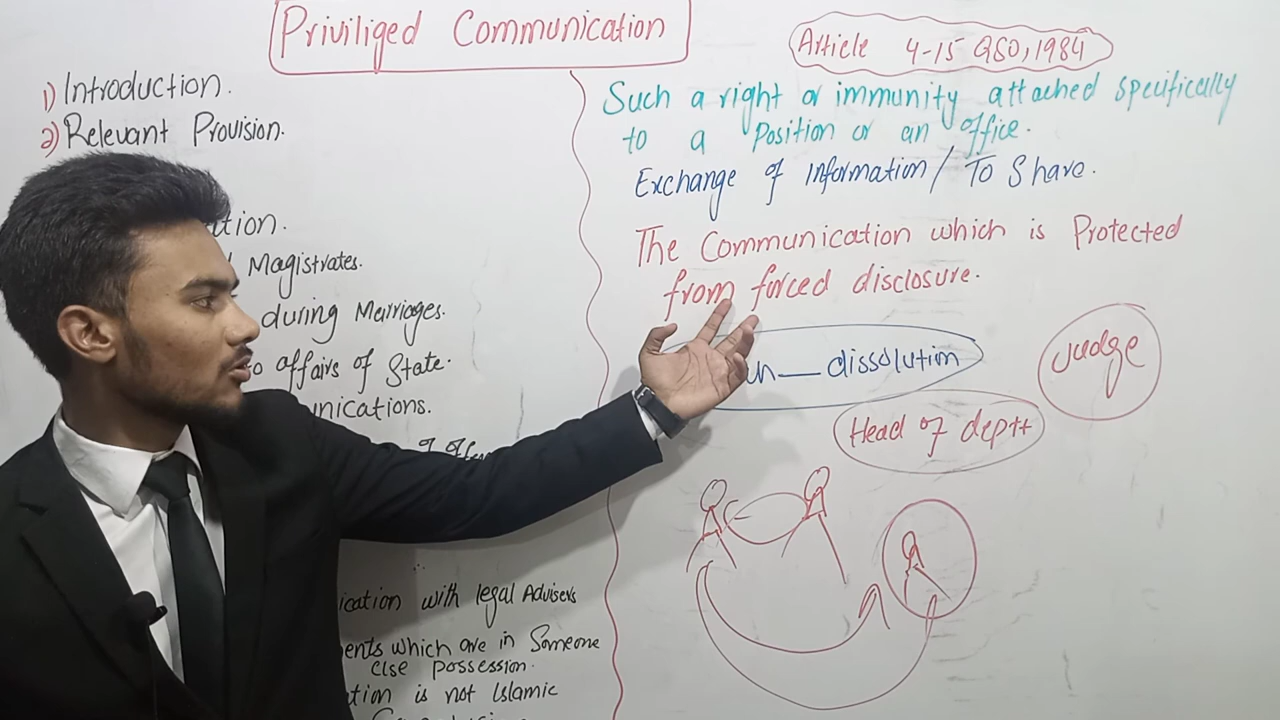 Priviliged Communication
Article 4-15 QSO, 1984
1) Introduction.
2) Relevant Provision.
tion.
Magistrates.
during Marriages.
affairs of State.
nications.
ication with legal Advisers
ents which are in Someone
else possession.
tion is not Islamic
Such a right or immunity attached specifically
to a Position or an office.
Exchange of Information / To Share.
The Communication which is Protected
from forced disclosure.
dissolution
Judge
Head of deptt